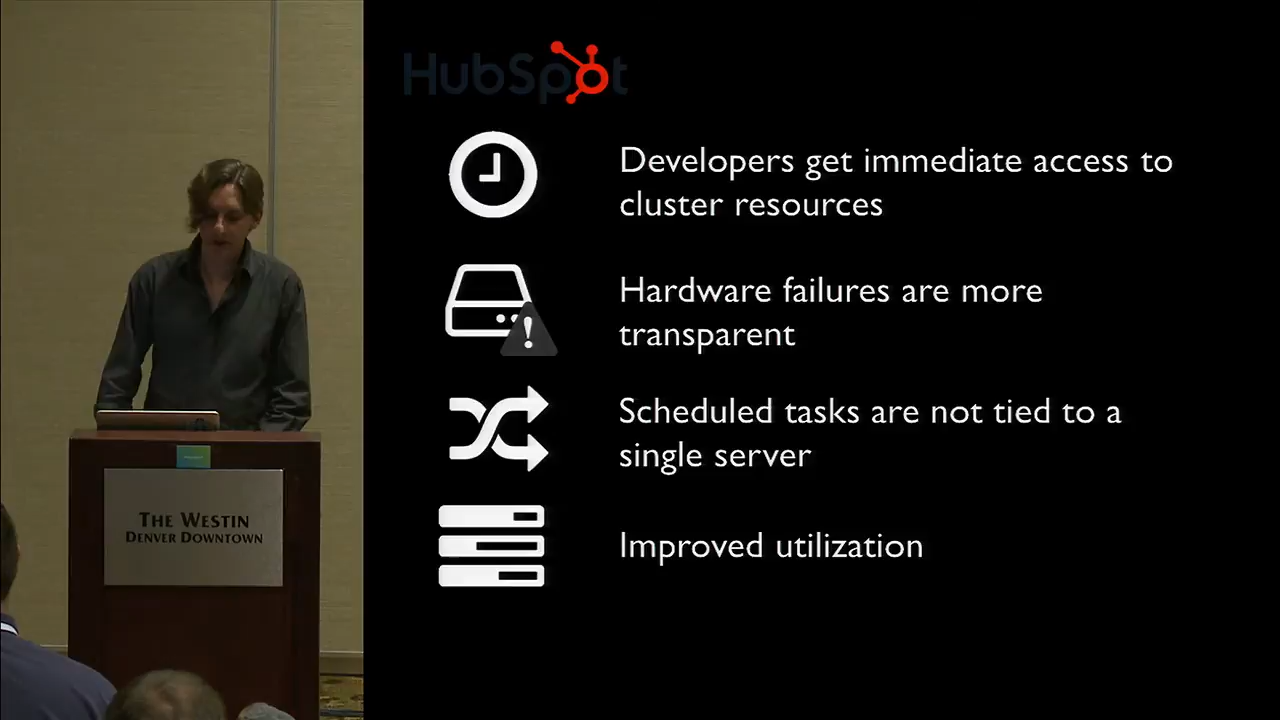 HubSpot
Developers get immediate access to
cluster resources
Hardware failures are more
transparent
Scheduled tasks are not tied to a
single server
Improved utilization
THE WESTIN
DENVER DOWNTOWN